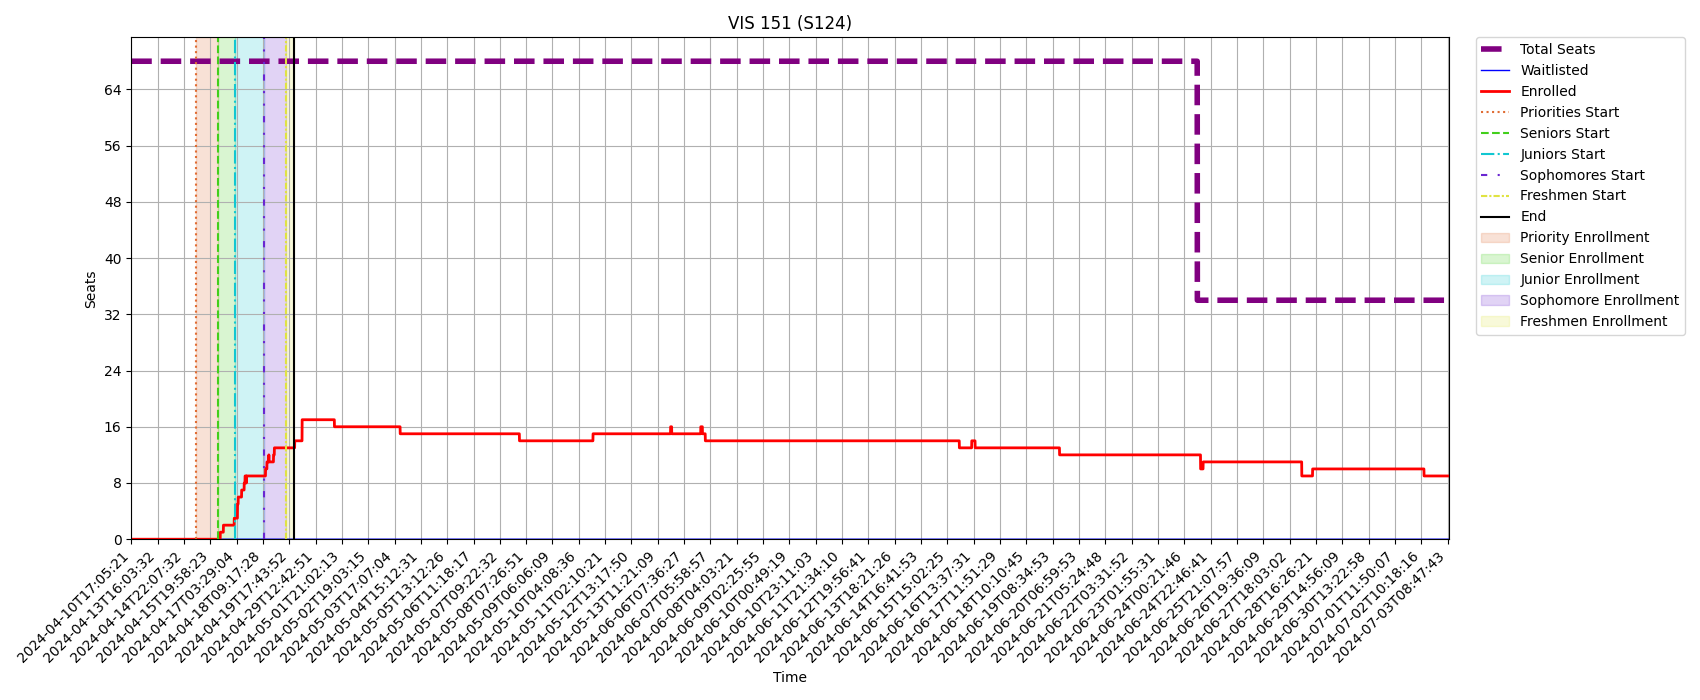 VIS 151 (S124)
Seats
64
56
48
40
32
24
16
8
0
2024-04-10T17:05:21
2024-04-13T16:03:32
2024-04-14T22:07:32
2024-04-15T19:58:23
2024-04-17T03:29:04
2024-04-18T09:17:28
2024-04-19T17:43:52
2024-04-29T12:42:51
2024-05-01T21:02:13
2024-05-02T19:03:15
2024-05-03T17:07:04
2024-05-04T15:12:31
2024-05-05T13:12:26
2024-05-06T11:18:17
2024-05-07T09:22:32
2024-05-08T07:26:51
2024-05-09T06:06:09
2024-05-10T04:08:36
2024-05-11T02:10:21
2024-05-12T13:17:50
2024-05-13T11:21:09
2024-06-06T07:36:27
2024-06-07T05:58:57
2024-06-08T04:03:21
2024-06-09T02:25:55
2024-06-10T00:49:19
2024-06-10T23:11:03
2024-06-11T21:34:10
2024-06-12T19:56:41
2024-06-13T18:21:26
2024-06-14T16:41:53
2024-06-15T15:02:25
2024-06-16T13:37:31
2024-06-17T11:51:29
2024-06-18T10:10:45
2024-06-19T08:34:53
2024-06-20T06:59:53
2024-06-21T05:24:48
2024-06-22T03:31:52
2024-06-23T01:55:31
2024-06-24T00:21:46
2024-06-24T22:46:41
2024-06-25T21:07:57
2024-06-26T19:36:09
2024-06-27T18:03:02
2024-06-28T16:26:21
2024-06-29T14:56:09
2024-06-30T13:22:58
2024-07-01T11:50:07
2024-07-02T10:18:16
2024-07-03T08:47:43
Time
Total Seats
Waitlisted
Enrolled
Priorities Start
Seniors Start
Juniors Start
Sophomores Start
Freshmen Start
End
Priority Enrollment
Senior Enrollment
Junior Enrollment
Sophomore Enrollment
Freshmen Enrollment